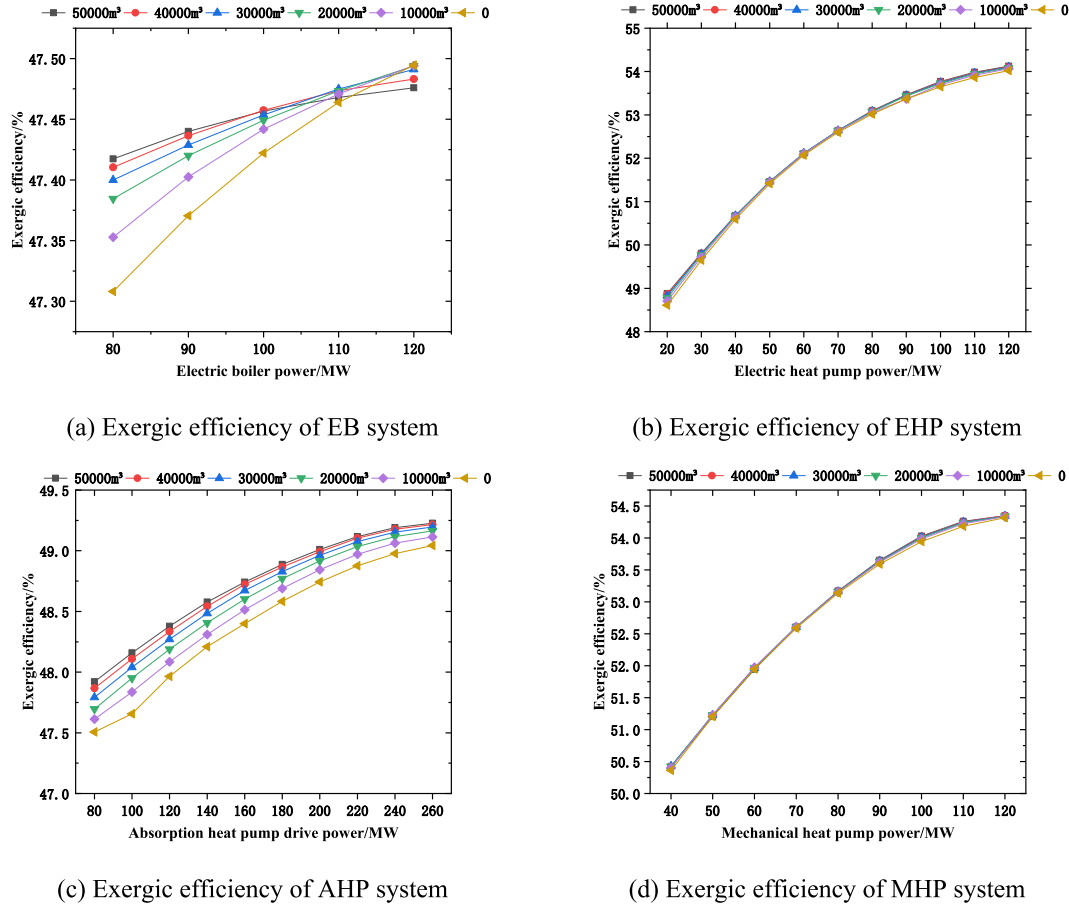 50000m³ 40000m³ 30000m³ 20000m³ 10000m³ 0
47.50
47.45
47.40
47.35
47.30
Exergic efficiency/%
80 90 100 110 120
Electric boiler power/MW
(a) Exergic efficiency of EB system
50000m³ 40000m³ 30000m³ 20000m³ 10000m³ 0
55
54
53
52
51
50
49
48
Exergic efficiency/%
20 30 40 50 60 70 80 90 100 110 120
Electric heat pump power/MW
(b) Exergic efficiency of EHP system
50000m³ 40000m³ 30000m³ 20000m³ 10000m³ 0
49.5
49.0
48.5
48.0
47.5
47.0
Exergic efficiency/%
80 100 120 140 160 180 200 220 240 260
Absorption heat pump drive power/MW
(c) Exergic efficiency of AHP system
50000m³ 40000m³ 30000m³ 20000m³ 10000m³ 0
54.5
54.0
53.5
53.0
52.5
52.0
51.5
51.0
50.5
50.0
Exergic efficiency/%
40 50 60 70 80 90 100 110 120
Mechanical heat pump power/MW
(d) Exergic efficiency of MHP system